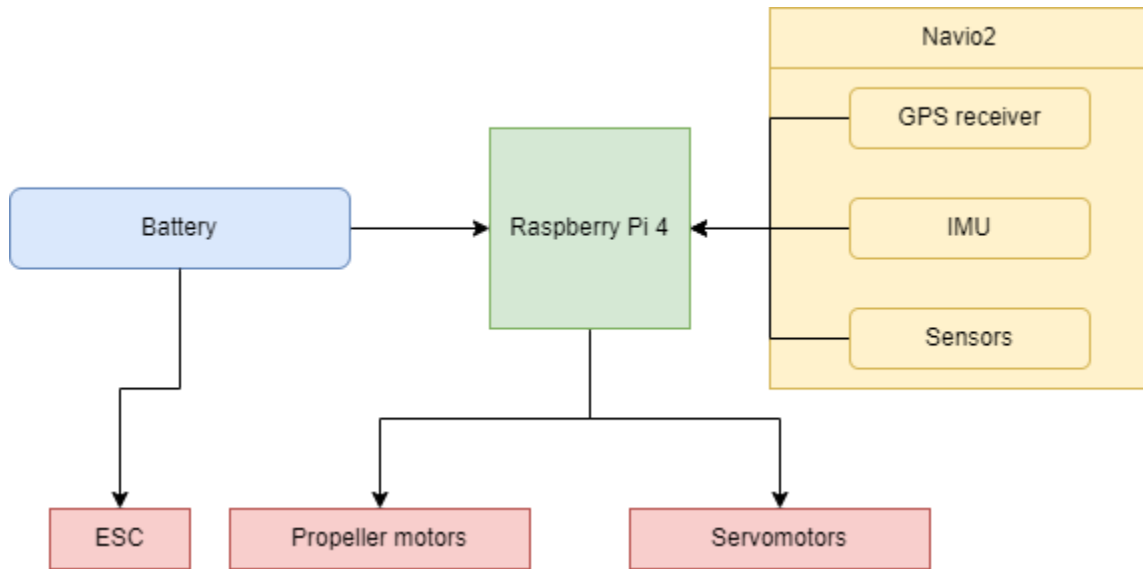 Navio2
GPS receiver
Battery
Raspberry Pi 4
IMU
Sensors
ESC
Propeller motors
Servomotors